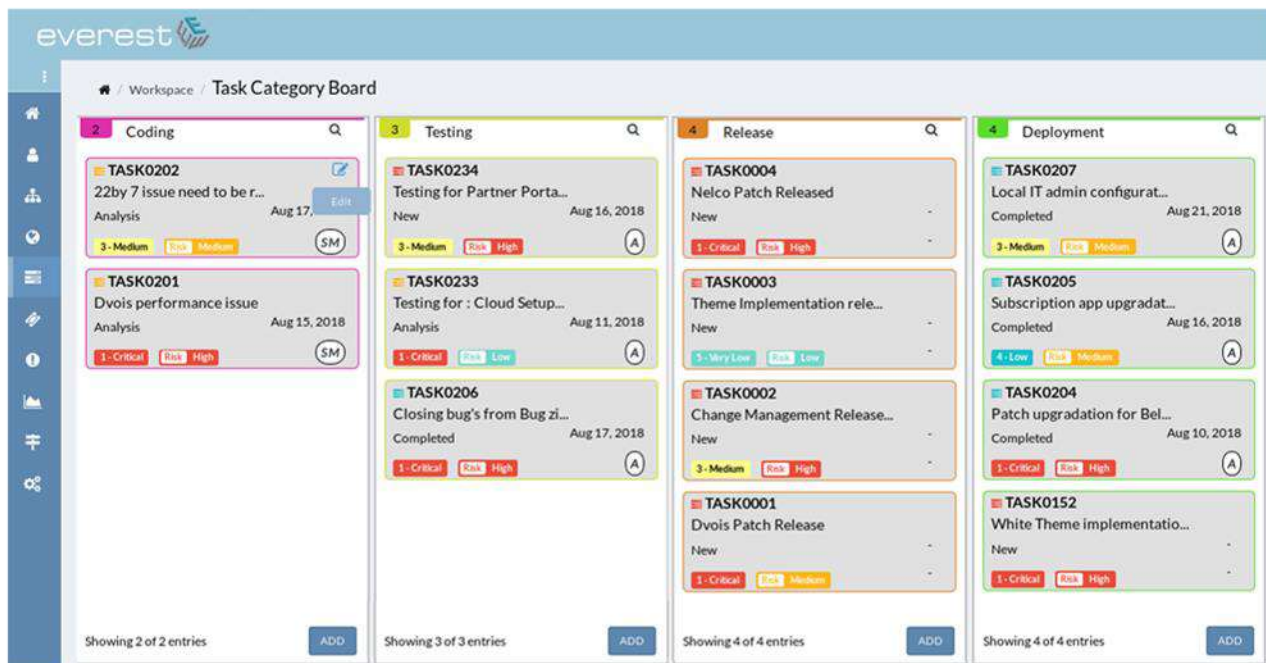 everest
/ Workspace / Task Category Board
2 Coding
TASK0202
22by 7 issue need to be r...
Analysis Aug 17, Edit
3 - Medium Risk Medium SM
TASK0201
Dvois performance issue
Analysis Aug 15, 2018
1 - Critical Risk High SM
Showing 2 of 2 entries ADD
3 Testing
TASK0234
Testing for Partner Porta...
New Aug 16, 2018
3 - Medium Risk High A
TASK0233
Testing for : Cloud Setup...
Analysis Aug 11, 2018
1 - Critical Risk Low A
TASK0206
Closing bug's from Bug zi...
Completed Aug 17, 2018
1 - Critical Risk High A
Showing 3 of 3 entries ADD
4 Release
TASK0004
Nelco Patch Released
New -
1 - Critical Risk High -
TASK0003
Theme Implementation rele...
New -
5 - Very Low Risk Low -
TASK0002
Change Management Release...
New -
3 - Medium Risk High -
TASK0001
Dvois Patch Release
New -
1 - Critical Risk Medium -
Showing 4 of 4 entries ADD
4 Deployment
TASK0207
Local IT admin configurat...
Completed Aug 21, 2018
3 - Medium Risk Medium A
TASK0205
Subscription app upgradat...
Completed Aug 16, 2018
4 - Low Risk Medium A
TASK0204
Patch upgradation for Bel...
Completed Aug 10, 2018
1 - Critical Risk High A
TASK0152
White Theme implementatio...
New -
1 - Critical Risk High -
Showing 4 of 4 entries ADD